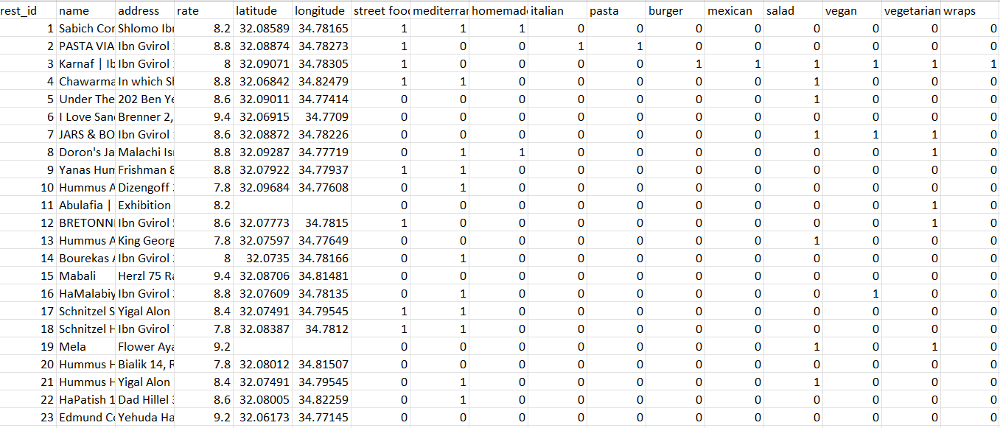 rest_id name address rate latitude longitude street food mediterran homemade italian pasta burger mexican salad vegan vegetarian wraps
1 Sabich Cor Shlomo Ib 8.2 32.08589 34.78165 1 1 1 0 0 0 0 0 0 0 0
2 PASTA VIA Ibn Gvirol 8.8 32.08874 34.78273 1 0 0 1 1 0 0 0 0 0 0
3 Karnaf | Ib Ibn Gvirol 8 32.09071 34.78305 1 0 0 0 0 1 1 1 1 1 1
4 Chawarma In which Sl 8.8 32.06842 34.82479 1 1 0 0 0 0 0 1 0 0 0
5 Under The 202 Ben Ye 8.6 32.09011 34.77414 0 0 0 0 0 0 0 1 0 0 0
6 I Love San Brenner 2, 9.4 32.06915 34.7709 0 0 0 0 0 0 0 0 0 0 0
7 JARS & BO Ibn Gvirol 8.6 32.08872 34.78226 0 0 0 0 0 0 0 1 1 1 0
8 Doron's Ja Malachi Is 8.8 32.09287 34.77719 0 1 1 0 0 0 0 0 0 1 0
9 Yanas Hum Frishman 8 8.8 32.07922 34.77937 1 1 0 0 0 0 0 0 0 0 0
10 Hummus A Dizengoff 7.8 32.09684 34.77608 0 1 0 0 0 0 0 0 0 0 0
11 Abulafia | Exhibition 8.2 0 0 0 0 0 0 0 0 0 1 0
12 BRETONN Ibn Gvirol 8.6 32.07773 34.7815 1 0 0 0 0 0 0 0 0 1 0
13 Hummus A King Georg 7.8 32.07597 34.77649 0 0 0 0 0 0 0 1 0 0 0
14 Bourekas A Ibn Gvirol 8 32.0735 34.78166 0 1 0 0 0 0 0 0 0 0 0
15 Mabali Herzl 75 Ra 9.4 32.08706 34.81481 0 0 0 0 0 0 0 0 0 0 0
16 HaMalabiy Ibn Gvirol 8.8 32.07609 34.78135 0 1 0 0 0 0 0 0 1 0 0
17 Schnitzel S Yigal Alon 8.4 32.07491 34.79545 1 1 0 0 0 0 0 0 0 0 0
18 Schnitzel H Ibn Gvirol 7.8 32.08387 34.7812 1 1 0 0 0 0 0 0 0 0 0
19 Mela Flower Aya 9.2 0 0 0 0 0 0 0 1 0 1 0
20 Hummus H Bialik 14, R 7.8 32.08012 34.81507 0 0 0 0 0 0 0 0 0 0 0
21 Hummus H Yigal Alon 8.4 32.07491 34.79545 0 1 0 0 0 0 0 1 0 0 0
22 HaPatish 1 Dad Hillel 8.6 32.08005 34.82259 0 1 0 0 0 0 0 0 0 0 0
23 Edmund Co Yehuda Ha 9.2 32.06173 34.77145 0 0 0 0 0 0 0 0 0 0 0